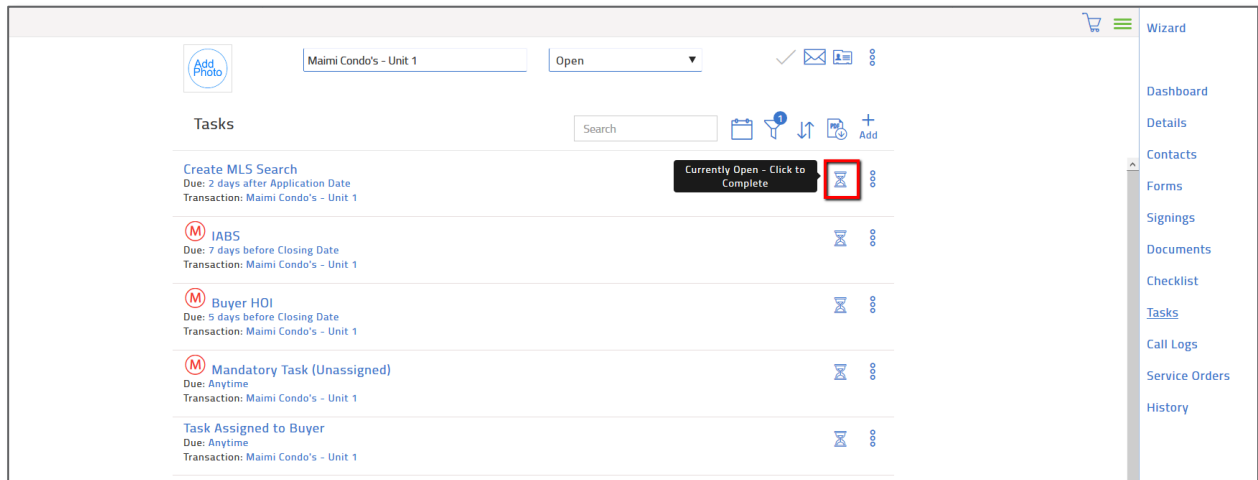 Wizard
Add
Photo
Maimi Condo's - Unit 1
Open
Dashboard
Details
Contacts
Forms
Signings
Documents
Checklist
Tasks
Call Logs
Service Orders
History
Tasks
Search
1
PDF
+
Add
Create MLS Search
Due: 2 days after Application Date
Transaction: Maimi Condo's - Unit 1
Currently Open - Click to
Complete
M IABS
Due: 7 days before Closing Date
Transaction: Maimi Condo's - Unit 1
M Buyer HOI
Due: 5 days before Closing Date
Transaction: Maimi Condo's - Unit 1
M Mandatory Task (Unassigned)
Due: Anytime
Transaction: Maimi Condo's - Unit 1
Task Assigned to Buyer
Due: Anytime
Transaction: Maimi Condo's - Unit 1